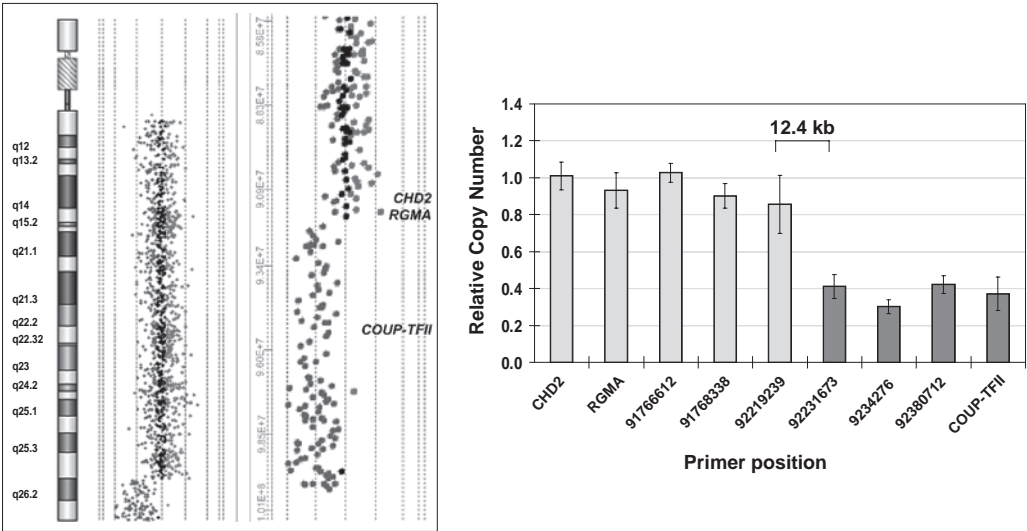 q12
q13.2
q14
q15.2
q21.1
q21.3
q22.2
q22.32
q23
q24.2
q25.1
q25.3
q26.2
8.58E+7
8.83E+7
9.09E+7
9.34E+7
9.60E+7
9.85E+7
1.01E+8
CHD2
RGMA
COUP-TFII
Relative Copy Number
1.4
1.2
1.0
0.8
0.6
0.4
0.2
0.0
12.4 kb
CHD2
RGMA
91766612
91768338
92219239
92231673
9234276
92380712
COUP-TFII
Primer position